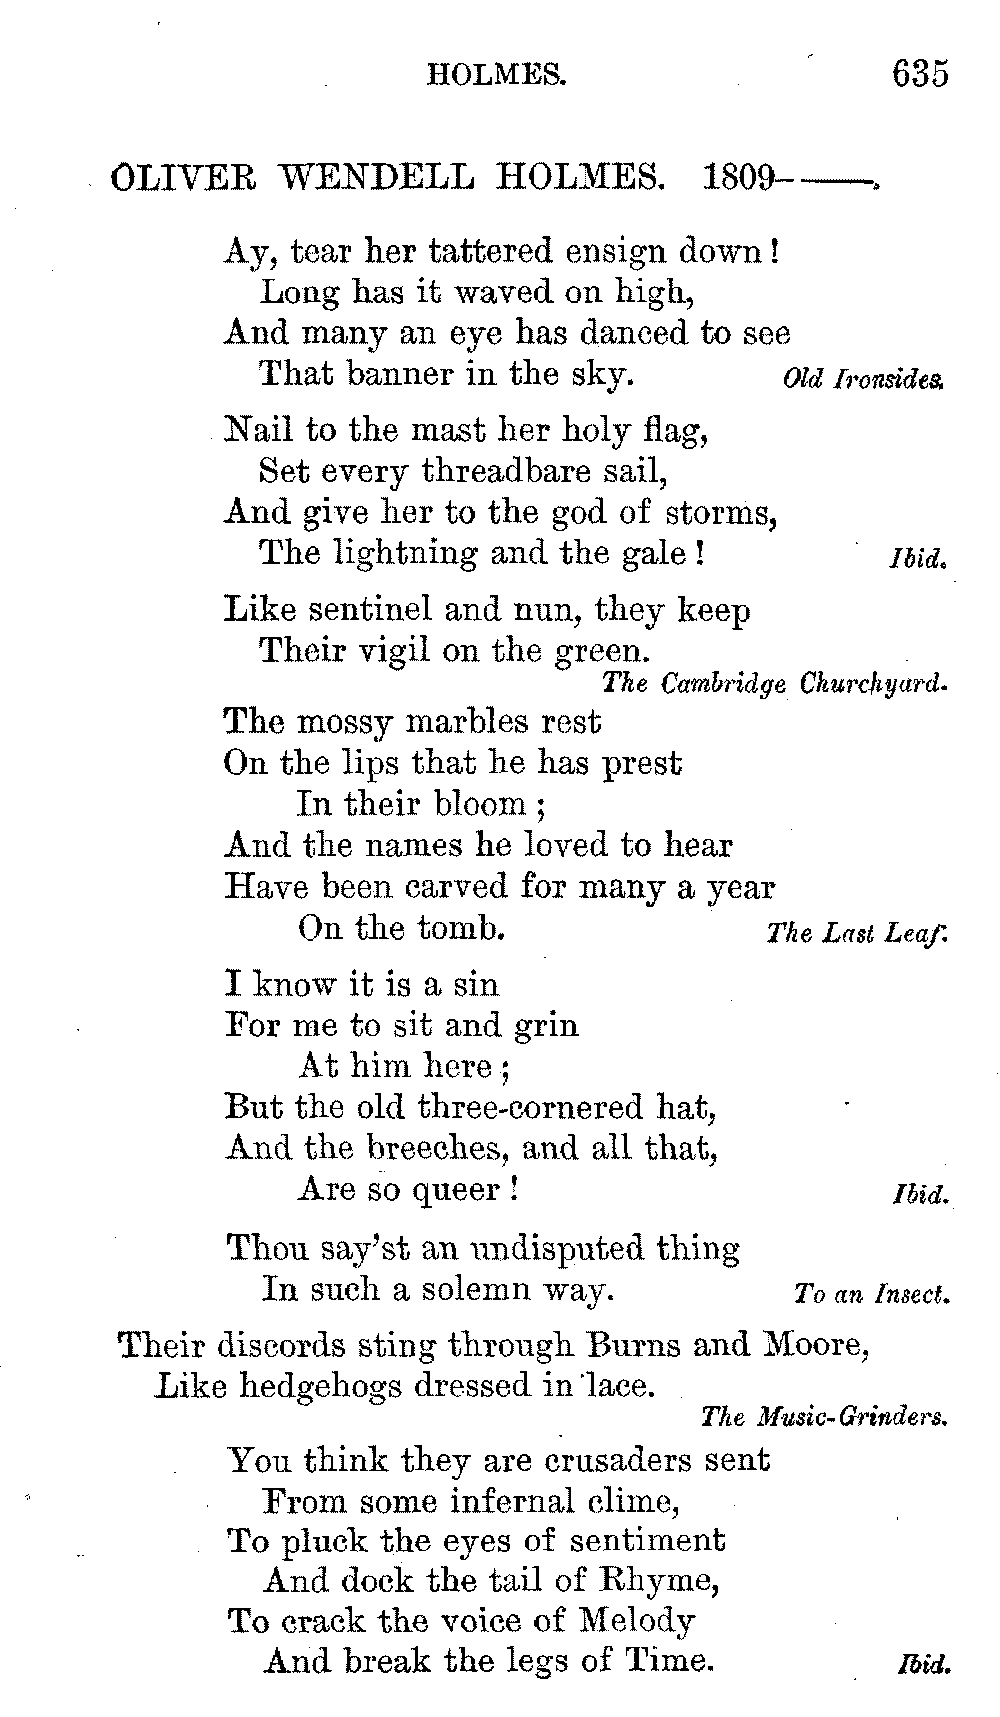 HOLMES. 635
OLIVER WENDELL HOLMES. 1809-——.
Ay, tear her tattered ensign down!
Long has it waved on high,
And many an eye has danced to see
That banner in the sky. Old Ironsides.
Nail to the mast her holy flag,
Set every threadbare sail,
And give her to the god of storms,
The lightning and the gale! Ibid.
Like sentinel and nun, they keep
Their vigil on the green.
The Cambridge Churchyard.
The mossy marbles rest
On the lips that he has prest
In their bloom;
And the names he loved to hear
Have been carved for many a year
On the tomb. The Last Leaf.
I know it is a sin
For me to sit and grin
At him here;
But the old three-cornered hat,
And the breeches, and all that,
Are so queer! Ibid.
Thou say'st an undisputed thing
In such a solemn way. To an Insect.
Their discords sting through Burns and Moore,
Like hedgehogs dressed in lace.
The Music-Grinders.
You think they are crusaders sent
From some infernal clime,
To pluck the eyes of sentiment
And dock the tail of Rhyme,
To crack the voice of Melody
And break the legs of Time. Ibid.